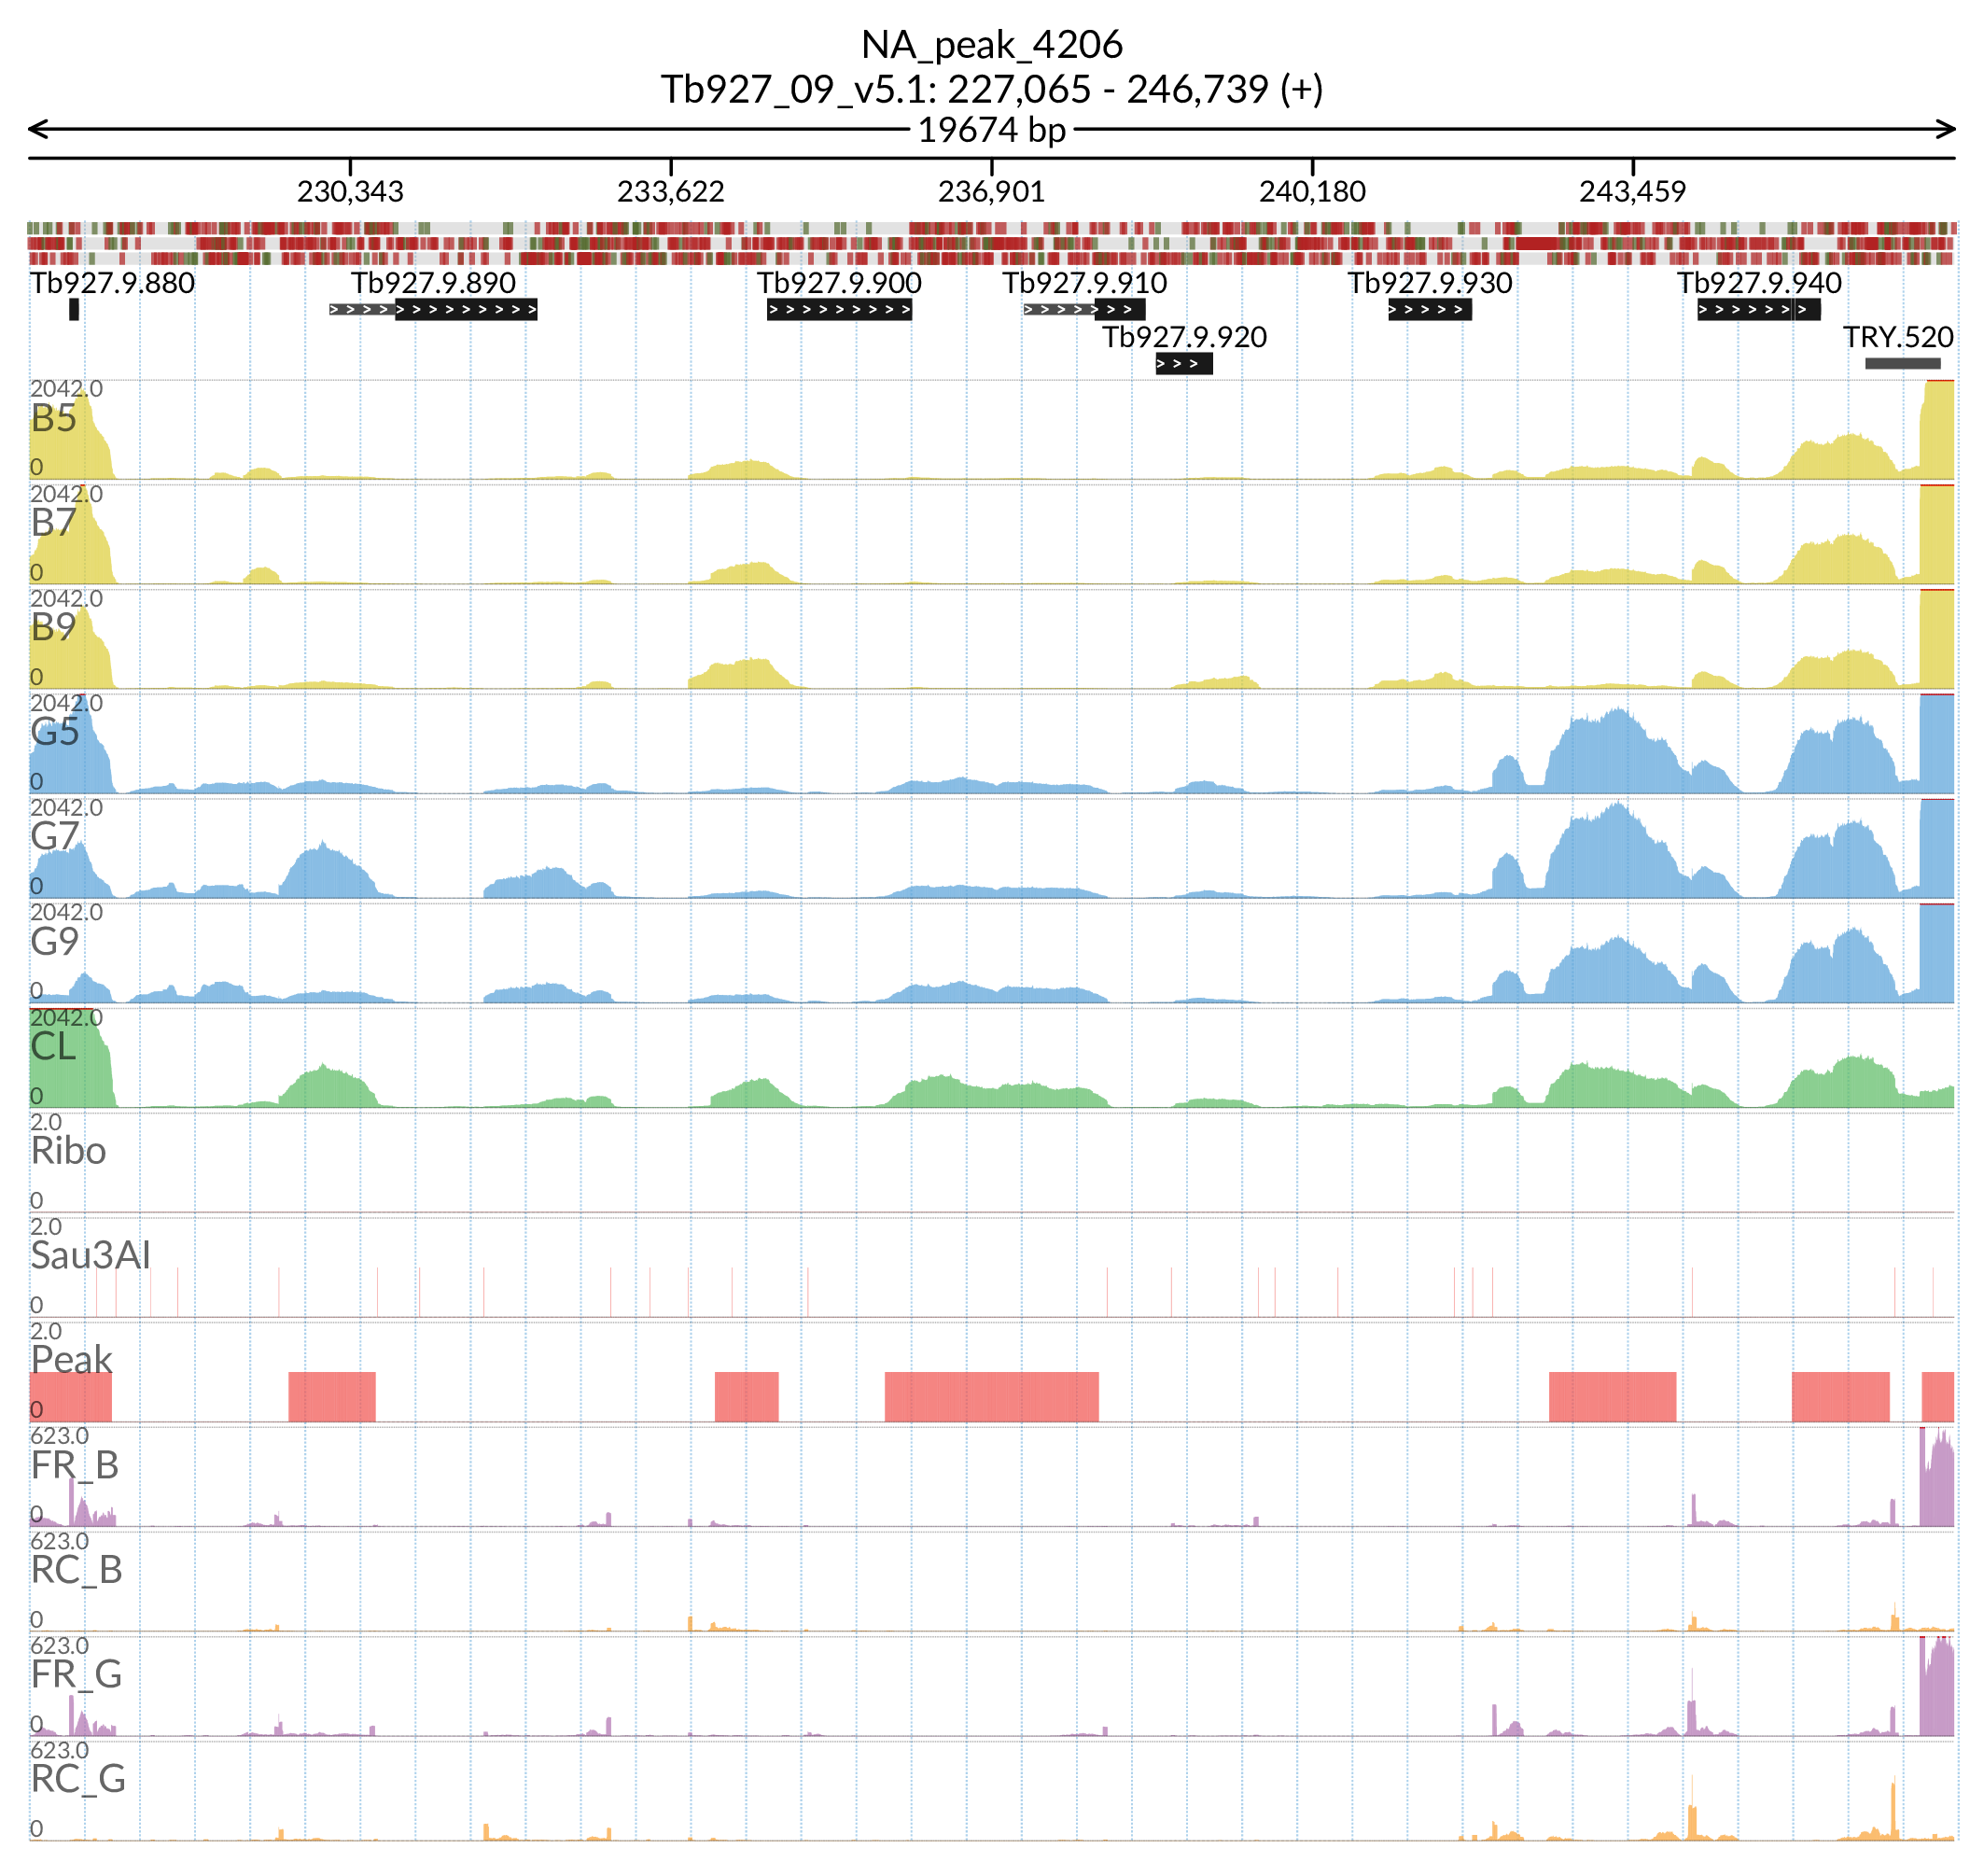 NA_peak_4206
Tb927_09_v5.1: 227,065 - 246,739 (+)
19674 bp
230,343 233,622 236,901 240,180 243,459
Tb927.9.880 Tb927.9.890 Tb927.9.900 Tb927.9.910 Tb927.9.930 Tb927.9.940
Tb927.9.920 TRY.520
2042.0
B5
0
2042.0
B7
0
2042.0
B9
0
2042.0
G5
0
2042.0
G7
0
2042.0
G9
0
2042.0
CL
0
2.0
Ribo
0
2.0
Sau3AI
0
2.0
Peak
0
623.0
FR_B
0
623.0
RC_B
0
623.0
FR_G
0
623.0
RC_G
0